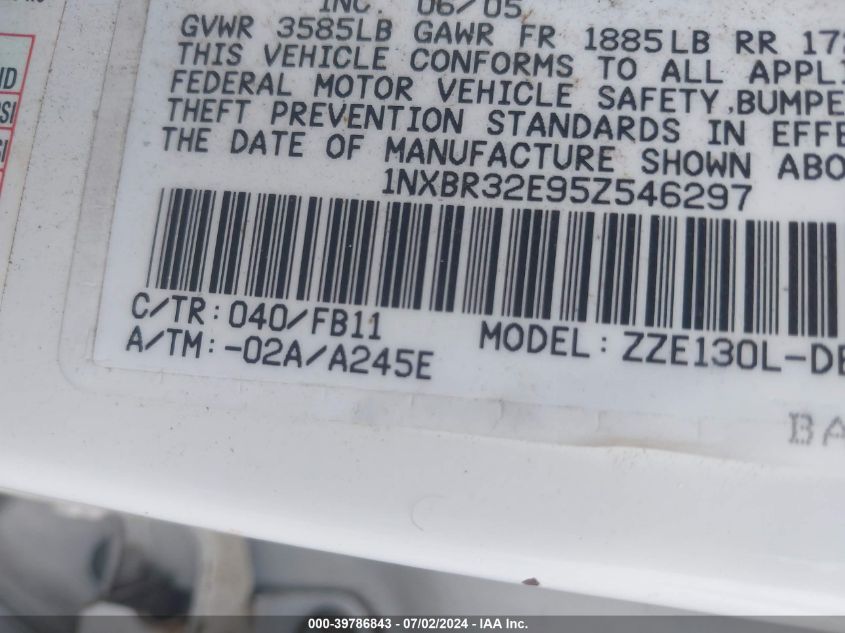 INC. 06/05
GVWR 3585LB GAWR FR 1885LB RR
THIS VEHICLE CONFORMS TO ALL
FEDERAL MOTOR VEHICLE SAFETY,
THEFT PREVENTION STANDARDS IN
THE DATE OF MANUFACTURE SHOWN
1NXBR32E95Z546297
C/TR:040/FB11
A/TM:-02A/A245E
MODEL: ZZE130L-
000-39786843 - 07/02/2024 - IAA Inc.